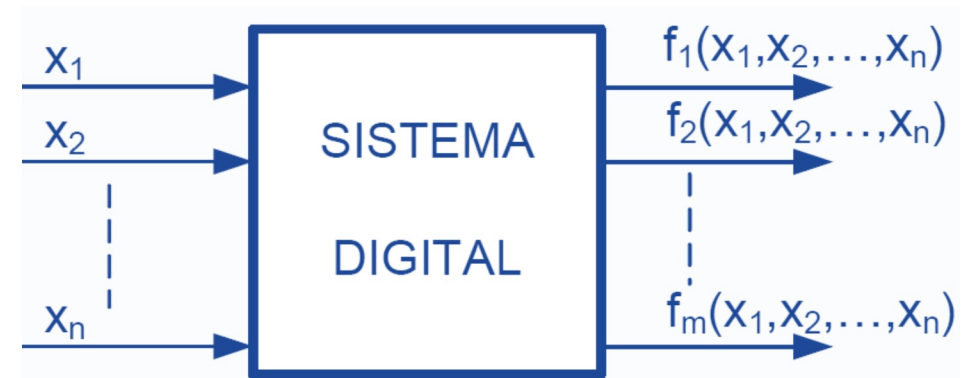 x₁
x₂
xₙ
SISTEMA
DIGITAL
f₁(x₁,x₂,...,xₙ)
f₂(x₁,x₂,...,xₙ)
fₘ(x₁,x₂,...,xₙ)